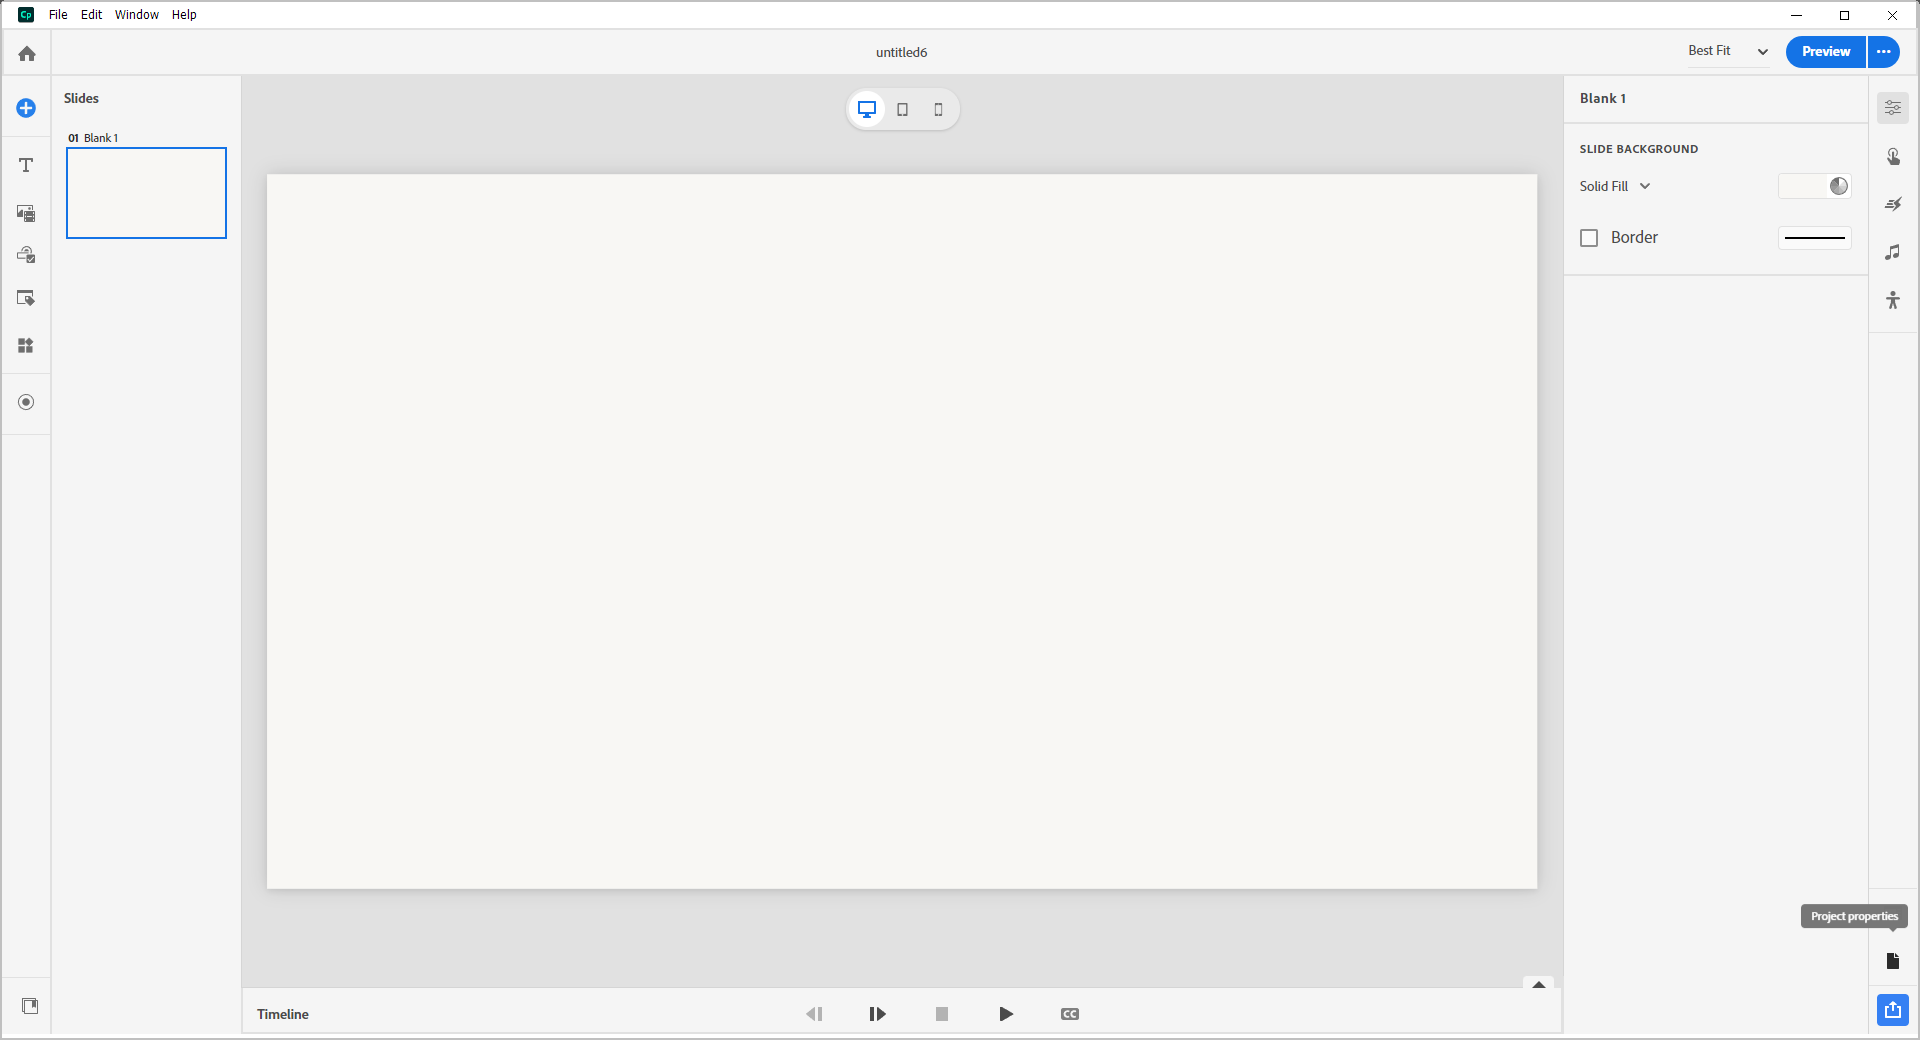 Cp File Edit Window Help
untitled6
Best Fit
Preview
Slides
01 Blank 1
Blank 1
SLIDE BACKGROUND
Solid Fill
Border
Project properties
Timeline
CC